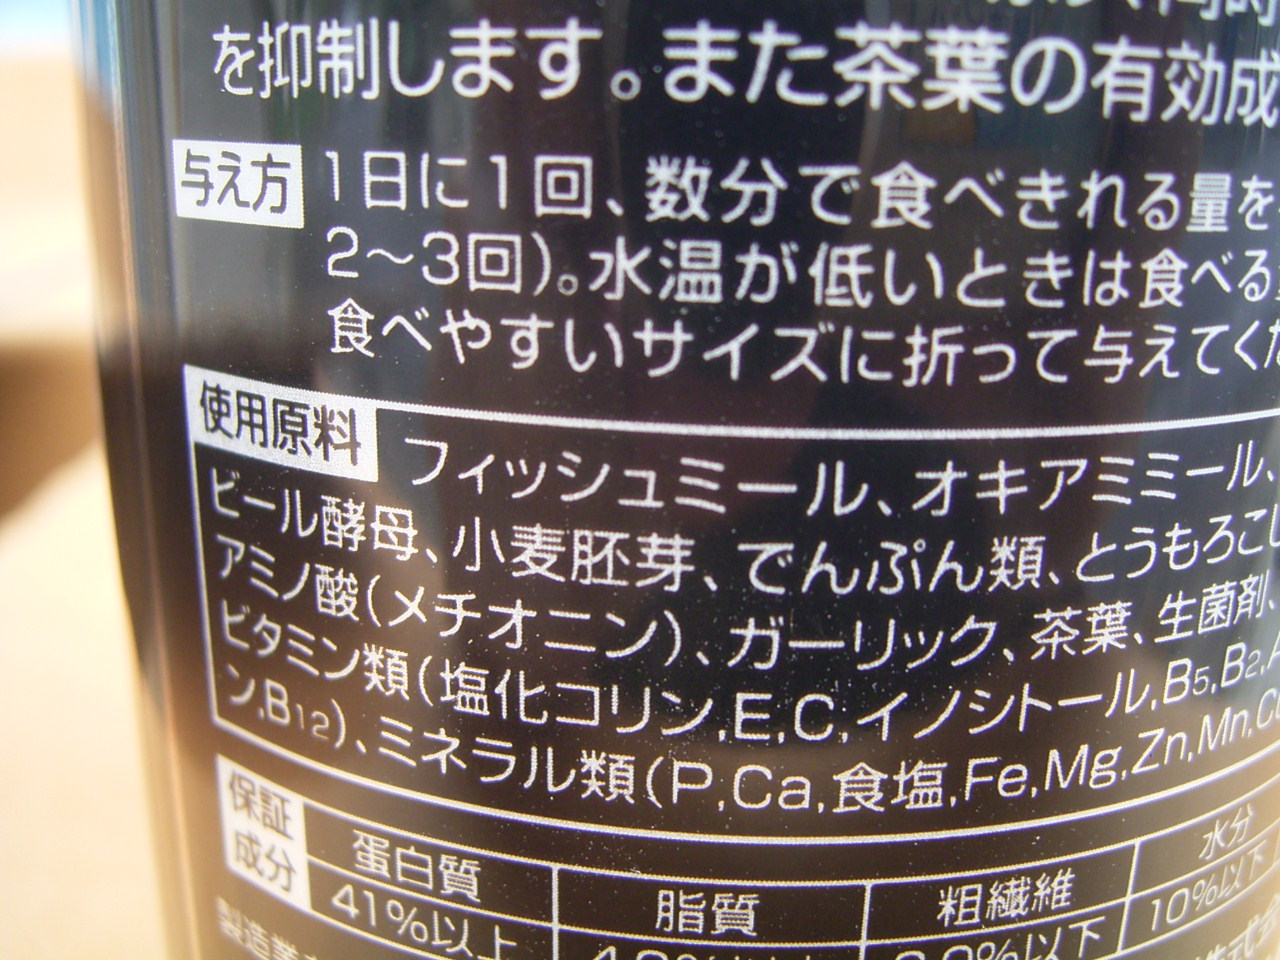 を抑制します。また茶葉の有効成
与え方 1日に1回、数分で食べきれる量を
2～3回)。水温が低いときは食べる
食べやすいサイズに折って与えてくだ
使用原料 フィッシュミール、オキアミミール、
ビール酵母、小麦胚芽、でんぷん類、とうもろこし
アミノ酸(メチオニン)、ガーリック、茶葉、生菌剤、
ビタミン類(塩化コリン,E,C,イノシトール,B5,B2,A
ン,B12)、ミネラル類(P,Ca,食塩,Fe,Mg,Zn,Mn,
保証成分
蛋白質 脂質 粗繊維 水分
41%以上 以下 10%以下
製造業